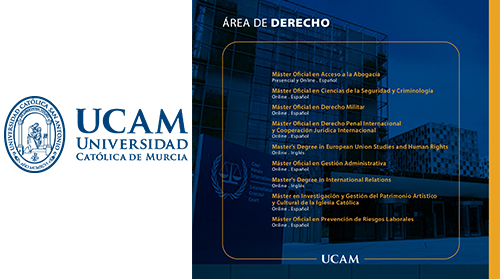 UCAM
UNIVERSIDAD
CATÓLICA DE MURCIA
ÁREA DE DERECHO
Máster Oficial en Acceso a la Abogacía
Presencial y Online . Español
Máster Oficial en Ciencias de la Seguridad y Criminología
Online . Español
Máster Oficial en Derecho Militar
Online . Español
Máster Oficial en Derecho Penal Internacional
y Cooperación Jurídica Internacional
Online . Español
Master's Degree in European Union Studies and Human Rights
Online . Inglés
Máster Oficial en Gestión Administrativa
Online . Español
Master's Degree in International Relations
Online . Inglés
Máster en Investigación y Gestión del Patrimonio Artístico
y Cultural de la Iglesia Católica
Online . Español
Máster Oficial en Prevención de Riesgos Laborales
Online . Español
UCAM